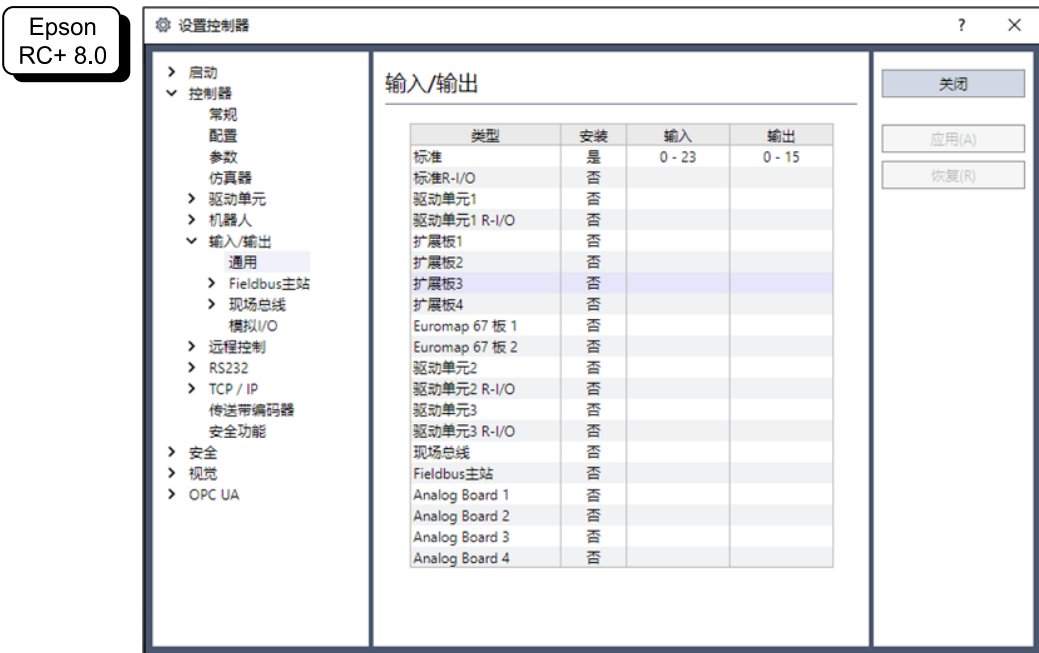 Epson
RC+ 8.0
设置控制器
?
启动
控制器
常规
配置
参数
仿真器
驱动单元
机器人
输入/输出
通用
Fieldbus主站
现场总线
模拟I/O
远程控制
RS232
TCP / IP
传送带编码器
安全功能
安全
视觉
OPC UA
输入/输出
类型 安装 输入 输出
标准 是 0 - 23 0 - 15
标准R-I/O 否
驱动单元1 否
驱动单元1 R-I/O 否
扩展板1 否
扩展板2 否
扩展板3 否
扩展板4 否
Euromap 67 板 1 否
Euromap 67 板 2 否
驱动单元2 否
驱动单元2 R-I/O 否
驱动单元3 否
驱动单元3 R-I/O 否
现场总线 否
Fieldbus主站 否
Analog Board 1 否
Analog Board 2 否
Analog Board 3 否
Analog Board 4 否
关闭
应用(A)
恢复(R)